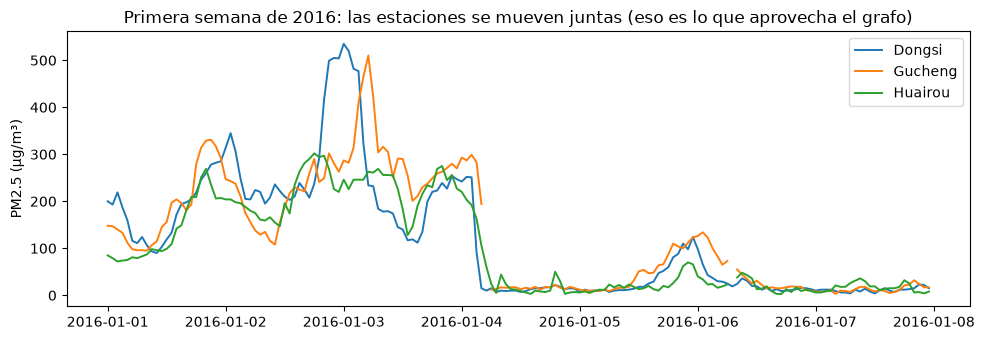 Primera semana de 2016: las estaciones se mueven juntas (eso es lo que aprovecha el grafo)
PM2.5 (µg/m³)
500
400
300
200
100
0
Dongsi
Gucheng
Huairou
2016-01-01
2016-01-02
2016-01-03
2016-01-04
2016-01-05
2016-01-06
2016-01-07
2016-01-08